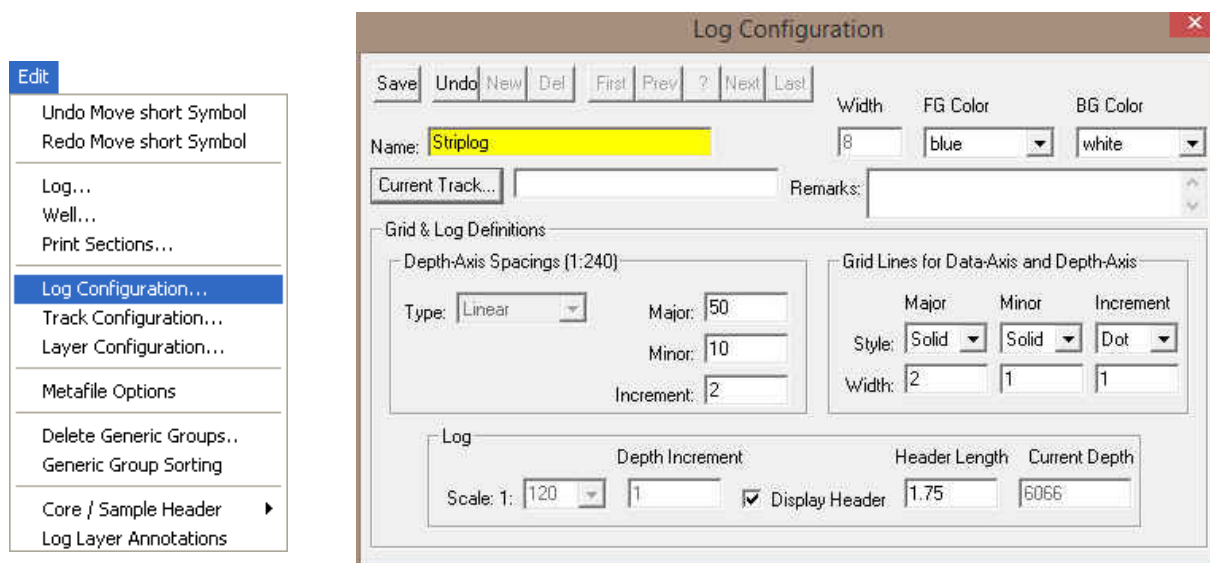 Edit
Undo Move short Symbol
Redo Move short Symbol
Log...
Well...
Print Sections...
Log Configuration...
Track Configuration...
Layer Configuration...
Metafile Options
Delete Generic Groups..
Generic Group Sorting
Core / Sample Header
Log Layer Annotations
Log Configuration
Save Undo New Del First Prev ? Next Last
Width FG Color BG Color
Name: Striplog 8 blue white
Current Track... Remarks:
Grid & Log Definitions
Depth-Axis Spacings (1:240) Grid Lines for Data-Axis and Depth-Axis
Major Minor Increment
Type: Linear Major: 50
Style: Solid Solid Dot
Minor: 10
Width: 2 1 1
Increment: 2
Log
Depth Increment Header Length Current Depth
Scale: 1: 120 1 Display Header 1.75 6066